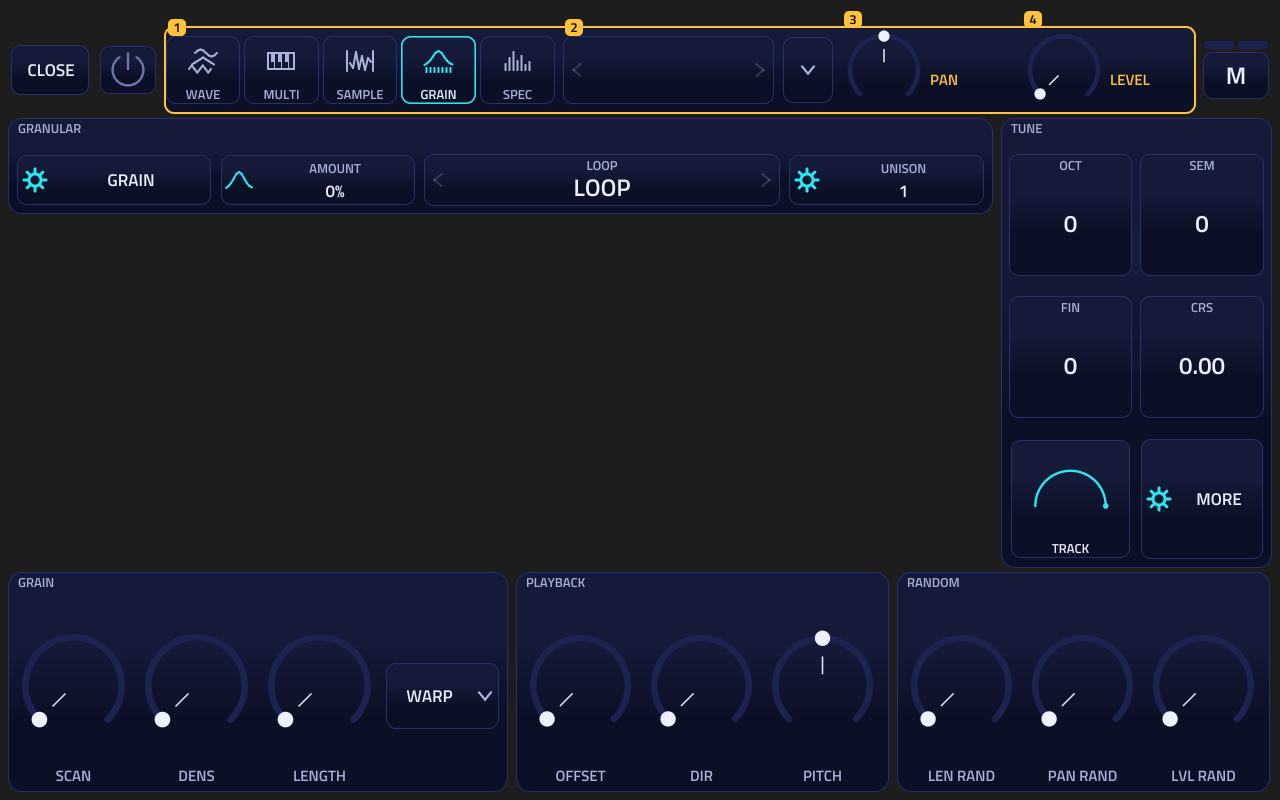 1
2
3
4
CLOSE
WAVE
MULTI
SAMPLE
GRAIN
SPEC
PAN
LEVEL
M
GRANULAR
GRAIN
AMOUNT
0%
LOOP
LOOP
UNISON
1
TUNE
OCT
0
SEM
0
FIN
0
CRS
0.00
TRACK
MORE
GRAIN
SCAN
DENS
LENGTH
WARP
PLAYBACK
OFFSET
DIR
PITCH
RANDOM
LEN RAND
PAN RAND
LVL RAND